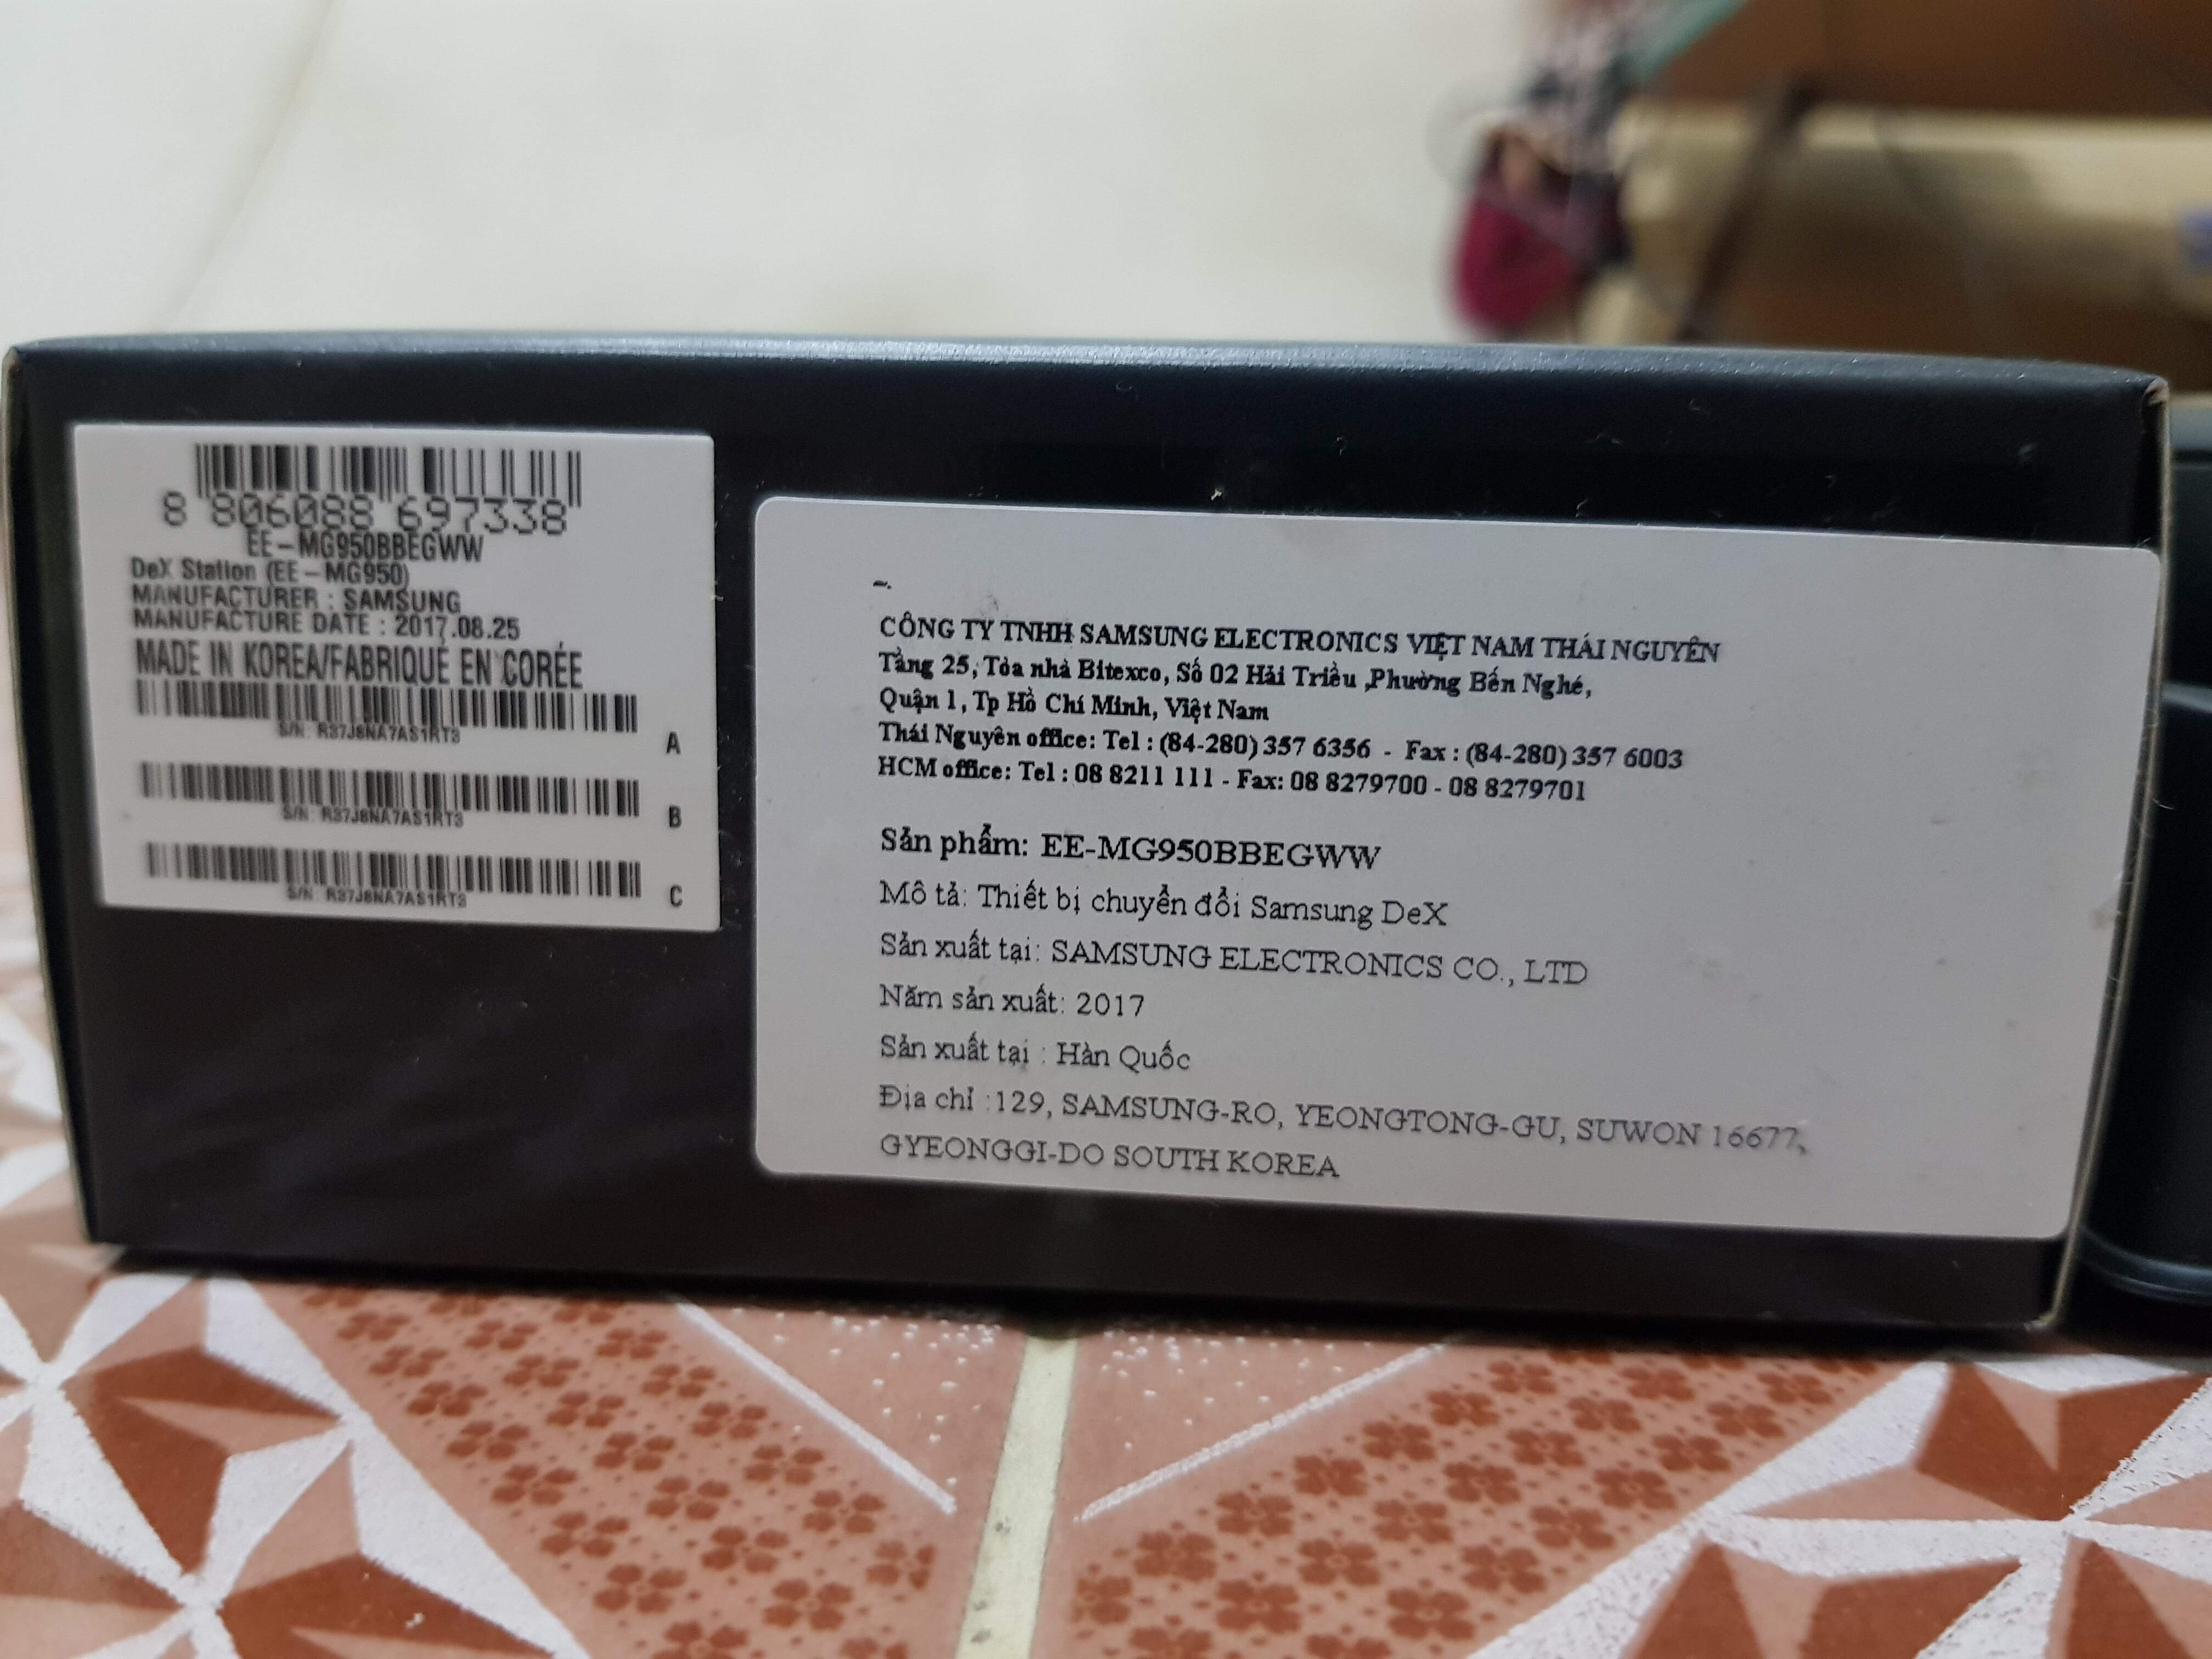 8 806088 697338
EE-MG950BBEGWW
DeX Station (EE-MG950)
MANUFACTURER : SAMSUNG
MANUFACTURE DATE : 2017.08.25
MADE IN KOREA/FABRIQUÉ EN CORÉE
S/N: R37J8NA7AS1RT3
A
S/N: R37J8NA7AS1RT3
B
S/N: R37J8NA7AS1RT3
C
CÔNG TY TNHH SAMSUNG ELECTRONICS VIỆT NAM THÁI NGUYÊN
Tầng 25, Tòa nhà Bitexco, Số 02 Hải Triều ,Phường Bến Nghé,
Quận 1, Tp Hồ Chí Minh, Việt Nam
Thái Nguyên office: Tel : (84-280) 357 6356 - Fax : (84-280) 357 6003
HCM office: Tel : 08 8211 111 - Fax: 08 8279700 - 08 8279701
Sản phẩm: EE-MG950BBEGWW
Mô tả: Thiết bị chuyển đổi Samsung DeX
Sản xuất tại: SAMSUNG ELECTRONICS CO., LTD
Năm sản xuất: 2017
Sản xuất tại : Hàn Quốc
Địa chỉ :129, SAMSUNG-RO, YEONGTONG-GU, SUWON 16677,
GYEONGGI-DO SOUTH KOREA